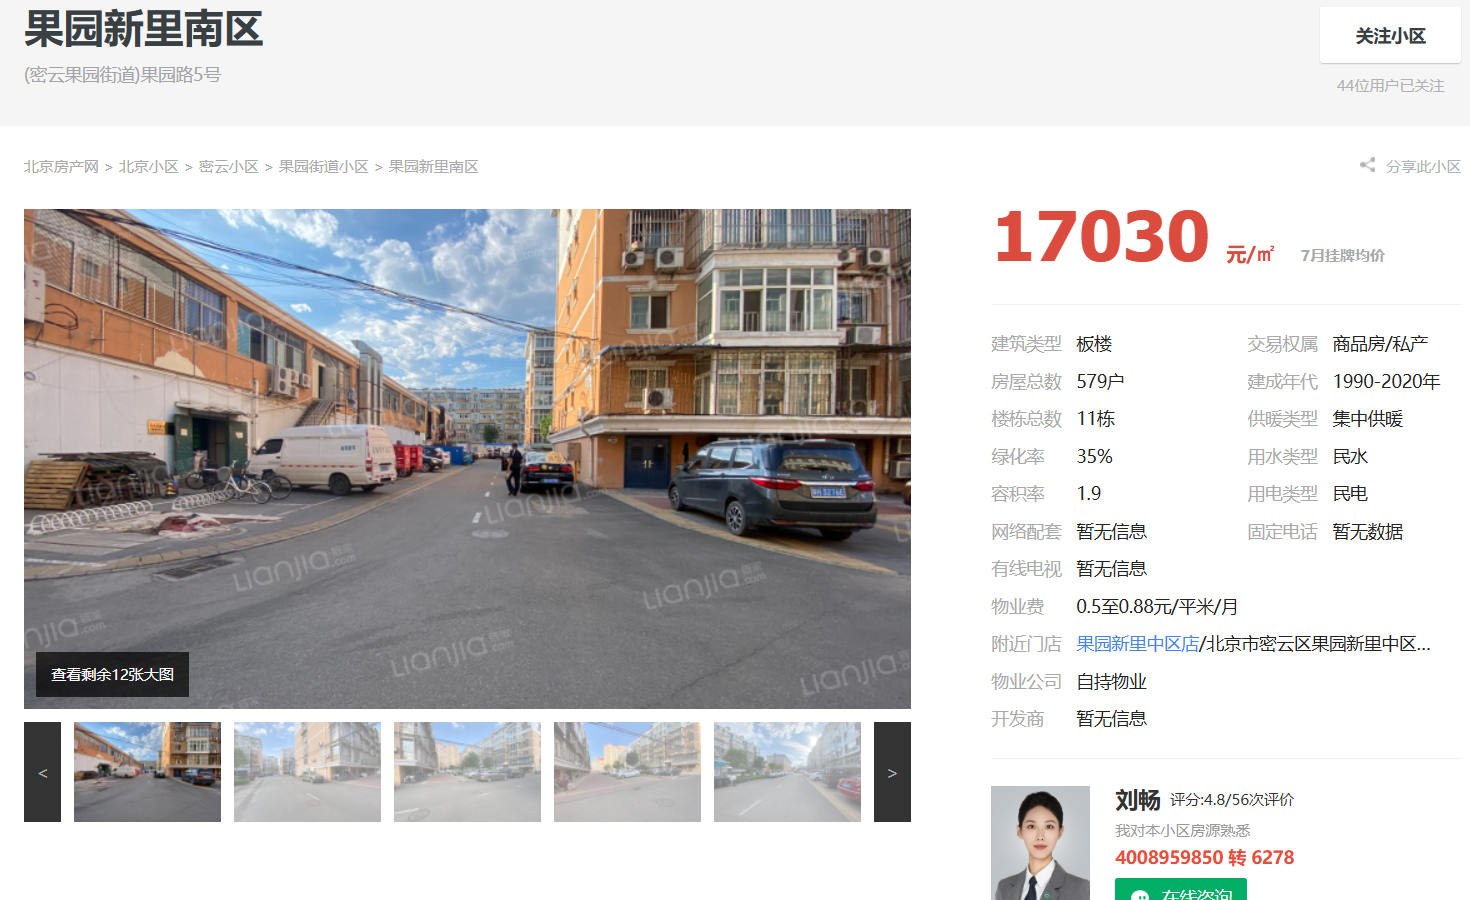 果园新里南区
(密云果园街道)果园路5号
关注小区
44位用户已关注
北京房产网 > 北京小区 > 密云小区 > 果园街道小区 > 果园新里南区
分享此小区
17030 元/㎡ 7月挂牌均价
建筑类型 板楼 交易权属 商品房/私产
房屋总数 579户 建成年代 1990-2020年
楼栋总数 11栋 供暖类型 集中供暖
绿化率 35% 用水类型 民水
容积率 1.9 用电类型 民电
网络配套 暂无信息 固定电话 暂无数据
有线电视 暂无信息
物业费 0.5至0.88元/平米/月
附近门店 果园新里中区店/北京市密云区果园新里中区...
物业公司 自持物业
开发商 暂无信息
Lianjia.com
Lianjia.com
Lianjia.com
Lianjia
Lianjia
查看剩余12张大图
<
>
刘畅 评分:4.8/56次评价
我对本小区房源熟悉
4008959850 转 6278
在线咨询